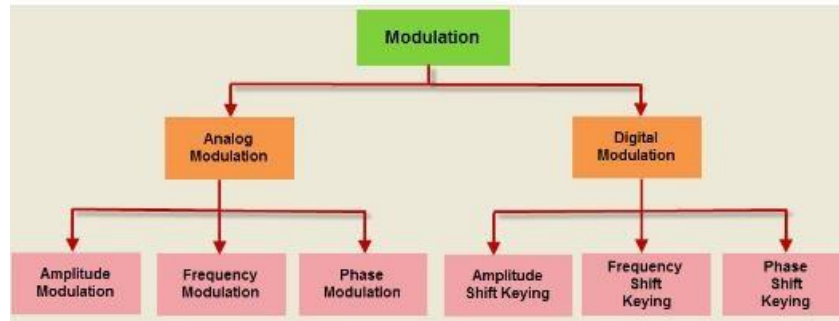 Modulation
Analog
Modulation
Digital
Modulation
Amplitude
Modulation
Frequency
Modulation
Phase
Modulation
Amplitude
Shift Keying
Frequency
Shift
Keying
Phase
Shift
Keying